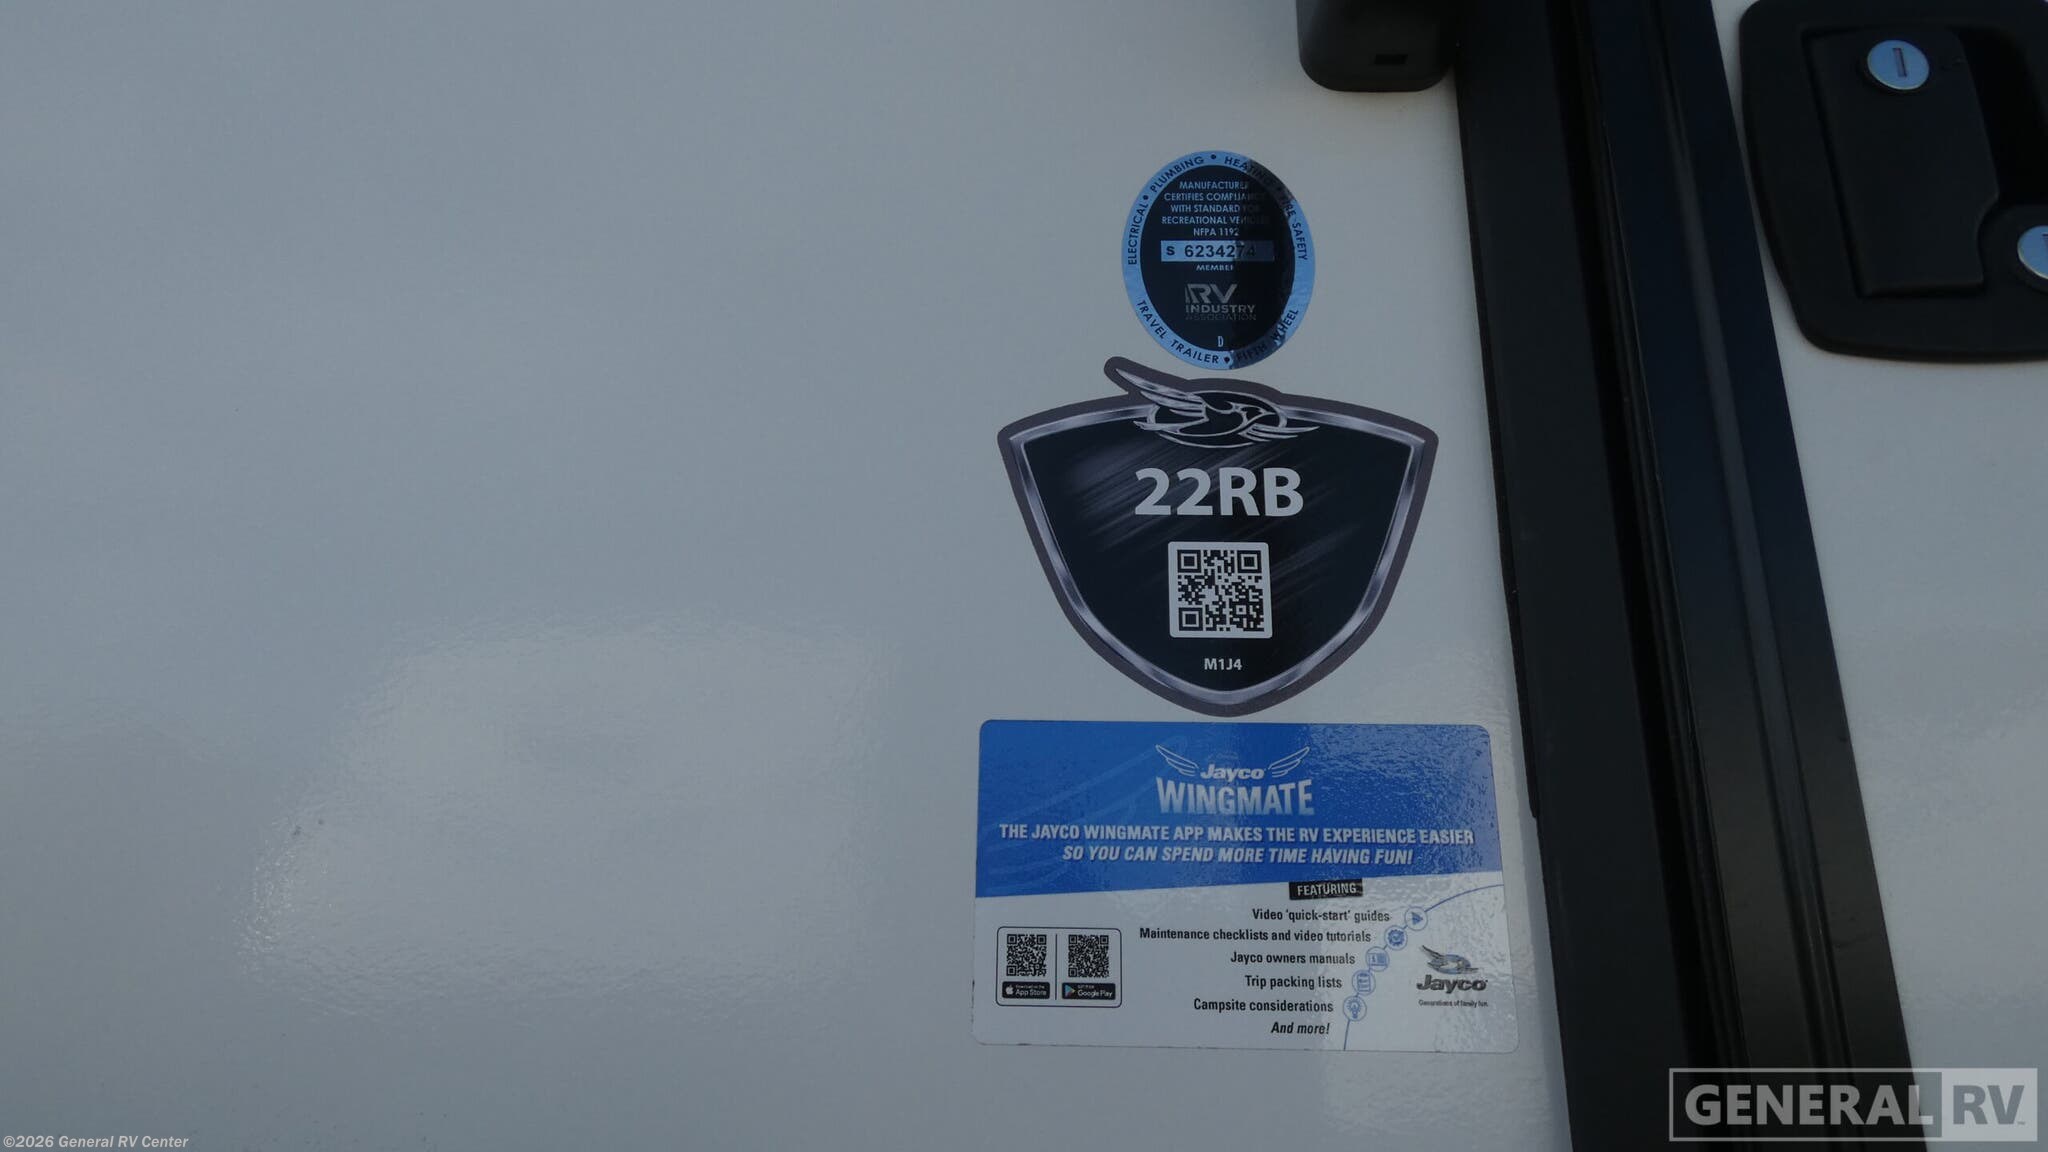 ELECTRICAL • PLUMBING • HEATING • FIRE SAFETY
MANUFACTURER
CERTIFIES COMPLIANCE
WITH STANDARD FOR
RECREATIONAL VEHICLES
NFPA 1192
S 6234274
MEMBER
RV
INDUSTRY
ASSOCIATION
D
TRAVEL TRAILER • FIFTH WHEEL
22RB
M1J4
Jayco
WINGMATE
THE JAYCO WINGMATE APP MAKES THE RV EXPERIENCE EASIER
SO YOU CAN SPEND MORE TIME HAVING FUN!
FEATURING
Video 'quick-start' guides
Maintenance checklists and video tutorials
Jayco owners manuals
Trip packing lists
Campsite considerations
And more!
App Store
Google Play
Jayco
Generations of family fun.
GENERAL RV
©2026 General RV Center